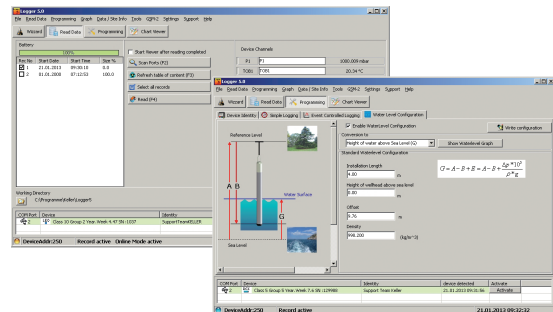 Logger 5.0
File Read Data Programming Graph Data / Site Info Tools GSM-2 Settings Support Help
Wizard Read Data Programming Chart Viewer
Battery
100%
Rec No Start Date Start Time Size %
1 21.01.2013 09:00:10 0.0
2 01.01.2000 07:12:53 100.0
Start Viewer after reading completed
Scan Ports (F2)
Refresh table of content (F3)
Select all records
Read (F4)
Device Channels
P1 P1 1000.009 mbar
TOB1 TOB1 20.34 °C
Working Directory
C:\Programme\Keller\Logger5
COM Port Device Identity
2 Class 10 Group 2 Year. Week 4.47 SN :1037 SupportTeamKELLER
DeviceAddr:250 Record active Online Mode active
Logger 5.0
File Read Data Programming Graph Data / Site Info Tools GSM-2 Settings Support Help
Wizard Read Data Programming Chart Viewer
Device Identity Simple Logging Event Controlled Logging Water Level Configuration
Enable WaterLevel Configuration
Write configuration
Conversion to
Height of water above Sea Level (G)
Show Waterlevel Graph
Standard Waterlevel Configuration
Installation Length
4.00 m
Height of wellhead above sea level
0.00 m
Offset
9.76 m
Density
998.200 (kg/m^3)
G = A - B + E = A - B + Δp * 10⁵ / ρ * g
Reference Level
A B
Water Surface
G
Sea Level
COM Port Device Identity device detected Activate
2 Class 5 Group 5 Year. Week 7.6 SN :109988 Support Team Keller 21.01.2013 09:31:56 Activate
DeviceAddr:250 Record active 21.01.2013 09:32:32